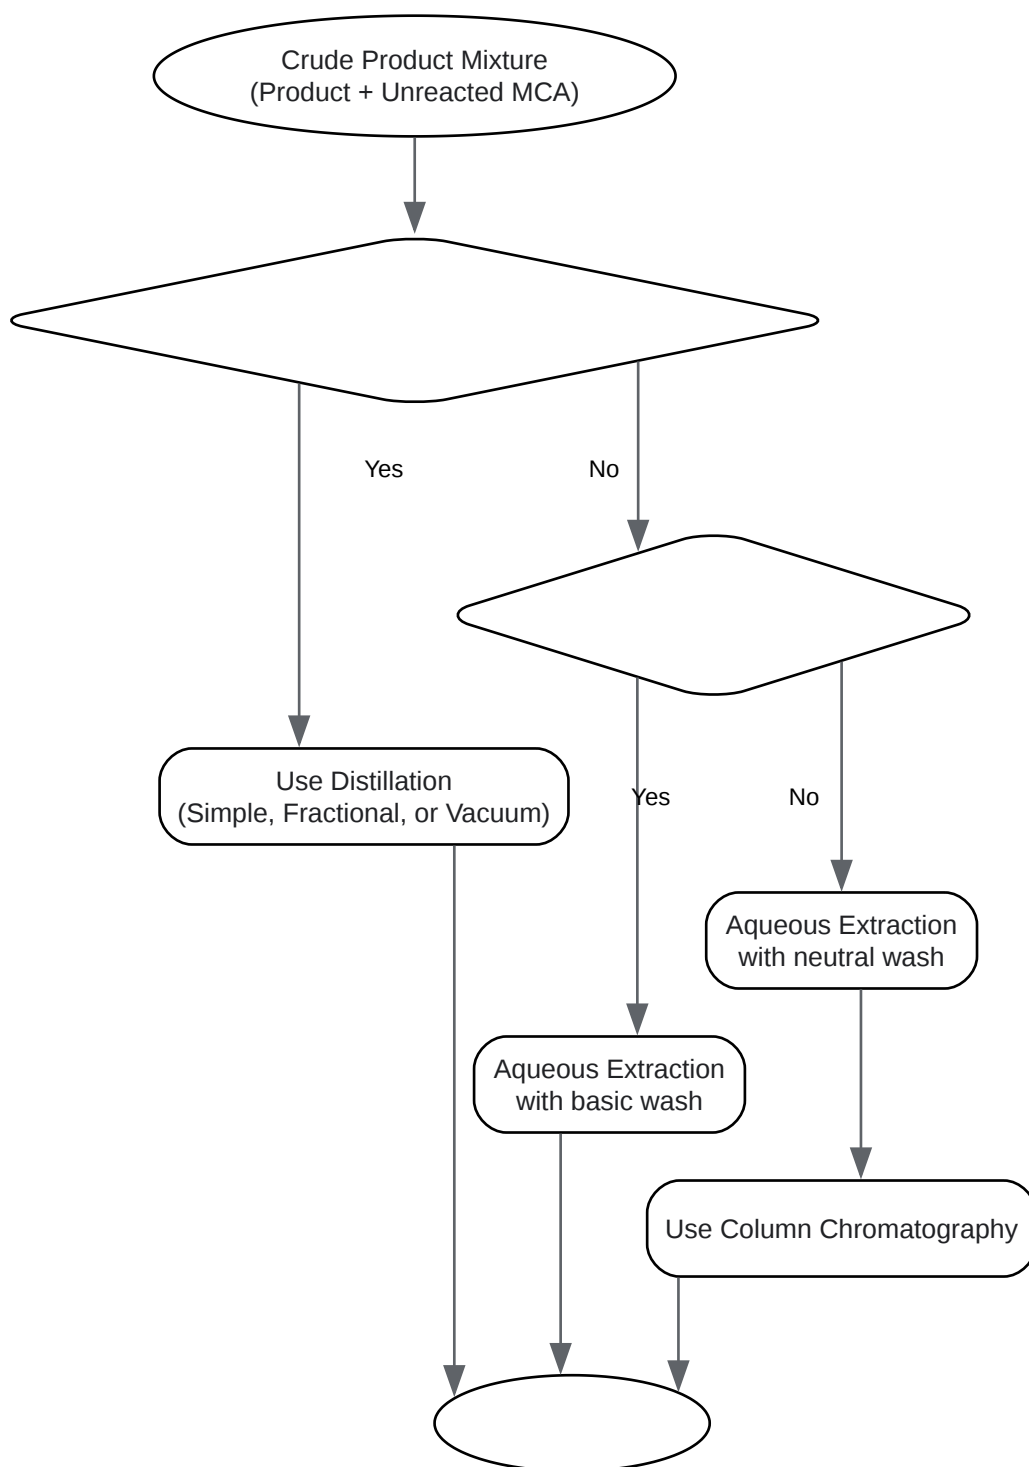 Crude Product Mixture
(Product + Unreacted MCA)
Yes
No
Use Distillation
(Simple, Fractional, or Vacuum)
Yes
No
Aqueous Extraction
with neutral wash
Aqueous Extraction
with basic wash
Use Column Chromatography